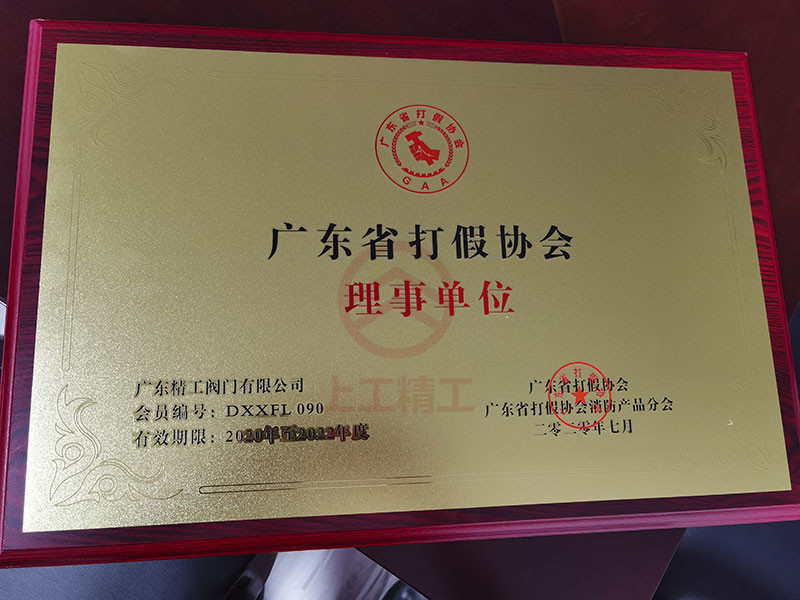 广东省打假协会
GAA
广东省打假协会
理事单位
上工精工
广东精工阀门有限公司
会员编号：DXXFL 090
有效期限：2020年至2022年度
广东省打假协会
广东省打假协会消防产品分会
二零二零年七月